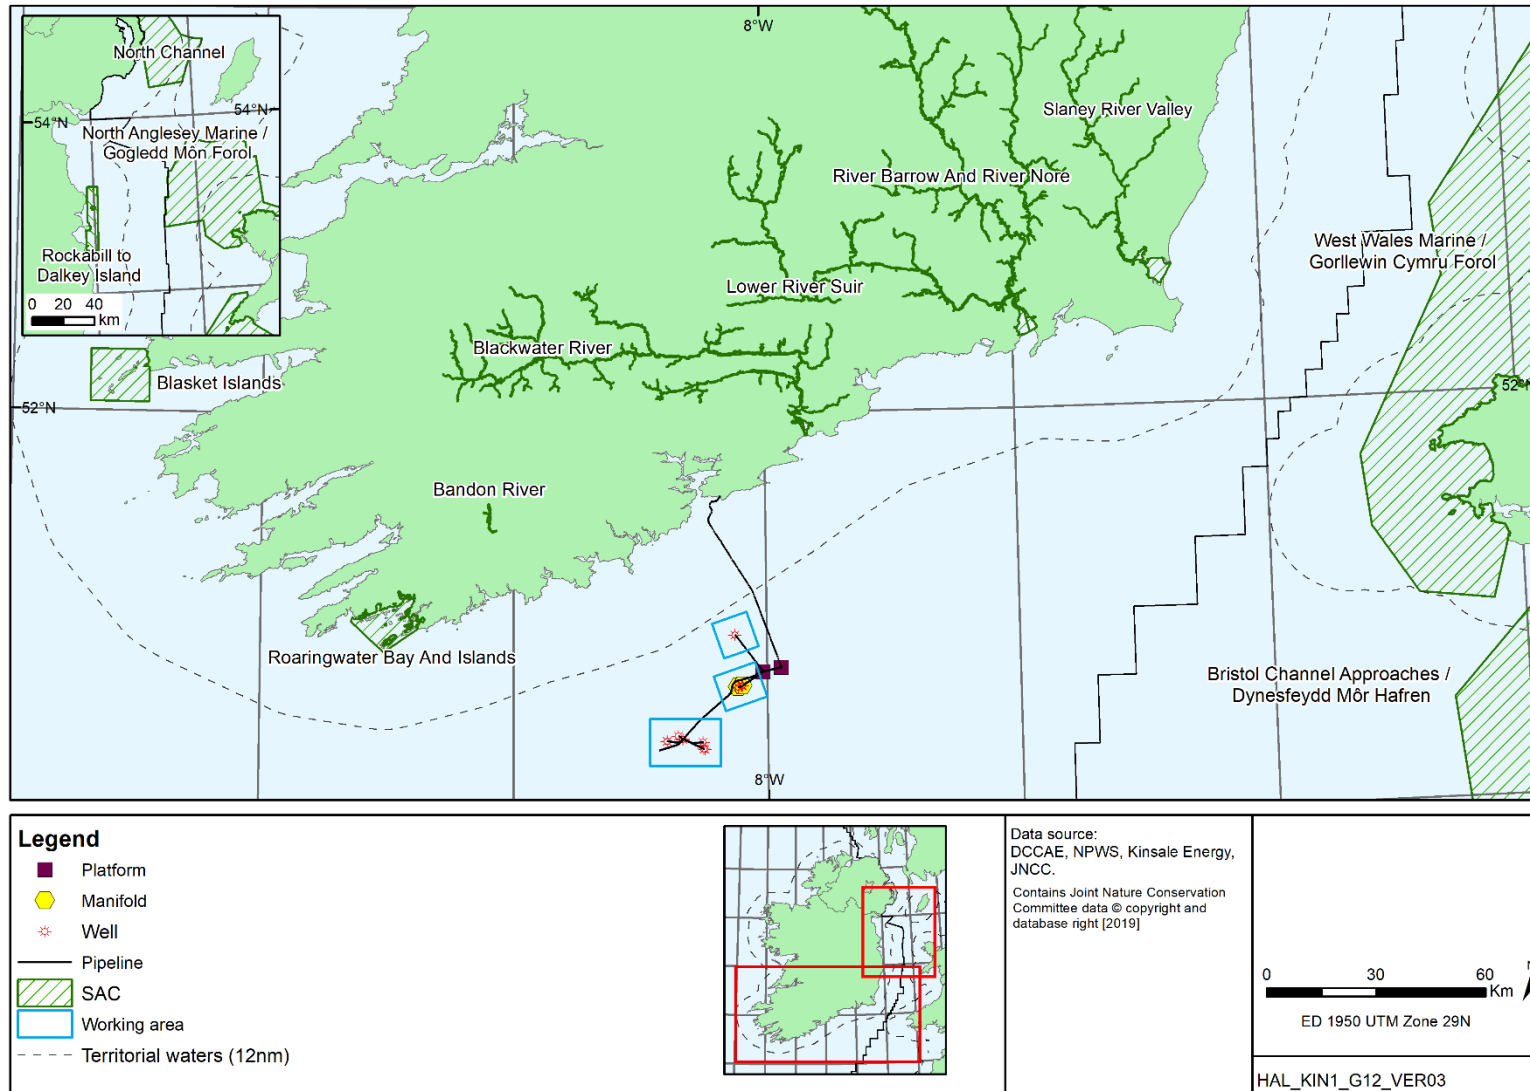 8°W
North Channel
54°N
54°N
North Anglesey Marine /
Gogledd Môn Forol
Rockabill to
Dalkey Island
0 20 40
km
Slaney River Valley
River Barrow And River Nore
West Wales Marine /
Gorllewin Cymru Forol
Lower River Suir
Blackwater River
Blasket Islands
52°N
52°N
Bandon River
Roaringwater Bay And Islands
Bristol Channel Approaches /
Dynesfeydd Môr Hafren
8°W
Legend
Platform
Manifold
Well
Pipeline
SAC
Working area
Territorial waters (12nm)
Data source:
DCCAE, NPWS, Kinsale Energy,
JNCC.
Contains Joint Nature Conservation
Committee data © copyright and
database right [2019]
0 30 60
Km
ED 1950 UTM Zone 29N
HAL_KIN1_G12_VER03